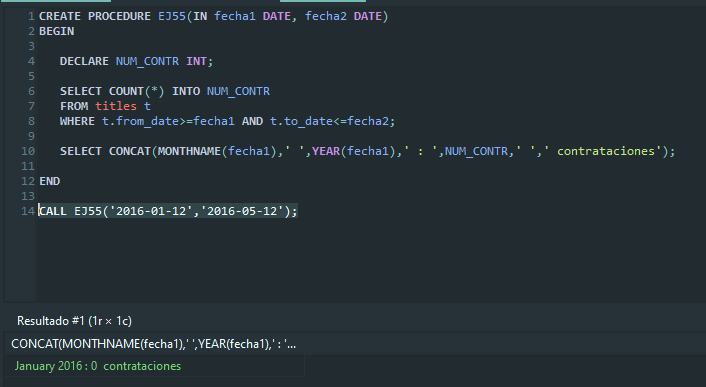 1 CREATE PROCEDURE EJ55(IN fecha1 DATE, fecha2 DATE)
2 BEGIN
3
4 DECLARE NUM_CONTR INT;
5
6 SELECT COUNT(*) INTO NUM_CONTR
7 FROM titles t
8 WHERE t.from_date>=fecha1 AND t.to_date<=fecha2;
9
10 SELECT CONCAT(MONTHNAME(fecha1),' ',YEAR(fecha1),' : ',NUM_CONTR,' ',' contrataciones');
11
12 END
13
14 CALL EJ55('2016-01-12','2016-05-12');
Resultado #1 (1r × 1c)
CONCAT(MONTHNAME(fecha1),' ',YEAR(fecha1),' : '...
January 2016 : 0  contrataciones